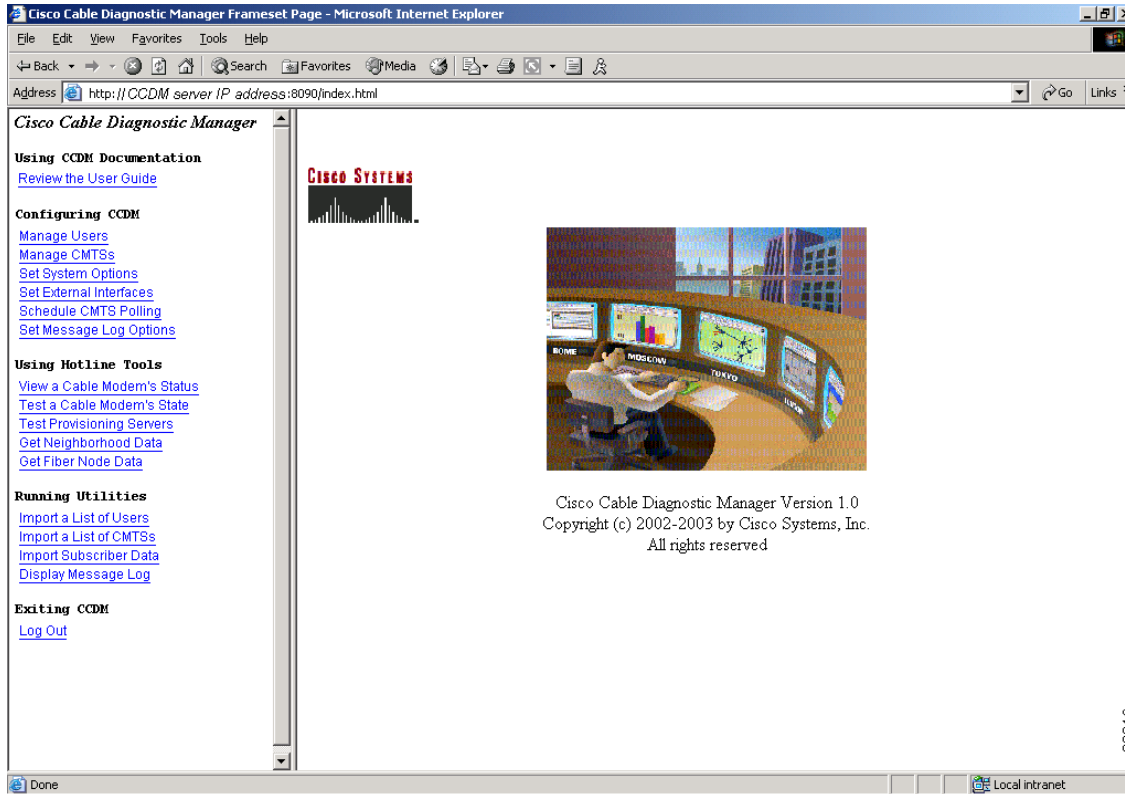 Cisco Cable Diagnostic Manager Frameset Page - Microsoft Internet Explorer
File Edit View Favorites Tools Help
Back Search Favorites Media
Address http://CCDM server IP address:8090/index.html Go Links
Cisco Cable Diagnostic Manager
Using CCDM Documentation
Review the User Guide
Configuring CCDM
Manage Users
Manage CMTSs
Set System Options
Set External Interfaces
Schedule CMTS Polling
Set Message Log Options
Using Hotline Tools
View a Cable Modem's Status
Test a Cable Modem's State
Test Provisioning Servers
Get Neighborhood Data
Get Fiber Node Data
Running Utilities
Import a List of Users
Import a List of CMTSs
Import Subscriber Data
Display Message Log
Exiting CCDM
Log Out
CISCO SYSTEMS
ROME MOSCOW TOKYO
Cisco Cable Diagnostic Manager Version 1.0
Copyright (c) 2002-2003 by Cisco Systems, Inc.
All rights reserved
Done Local intranet